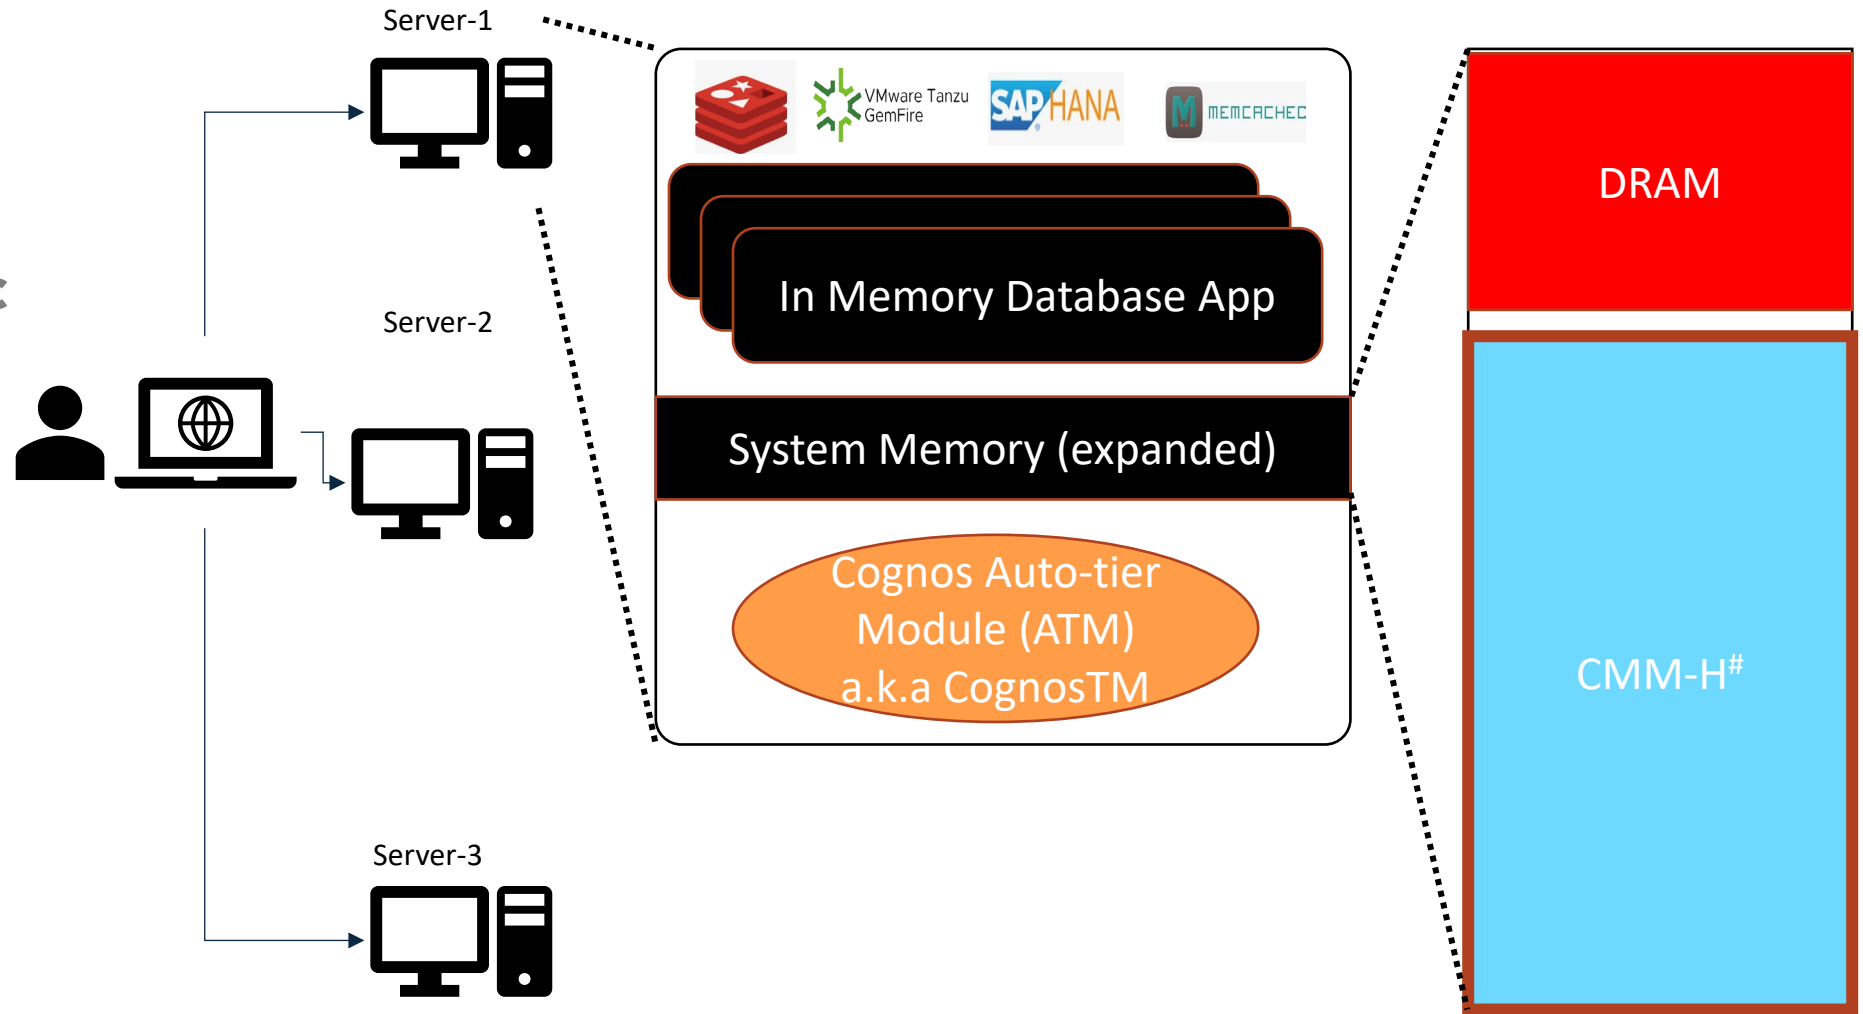 Server-1
VMware Tanzu
GemFire
SAP HANA
MEMCACHED
In Memory Database App
System Memory (expanded)
Cognos Auto-tier
Module (ATM)
a.k.a CognosTM
DRAM
CMM-H#
Server-2
Server-3